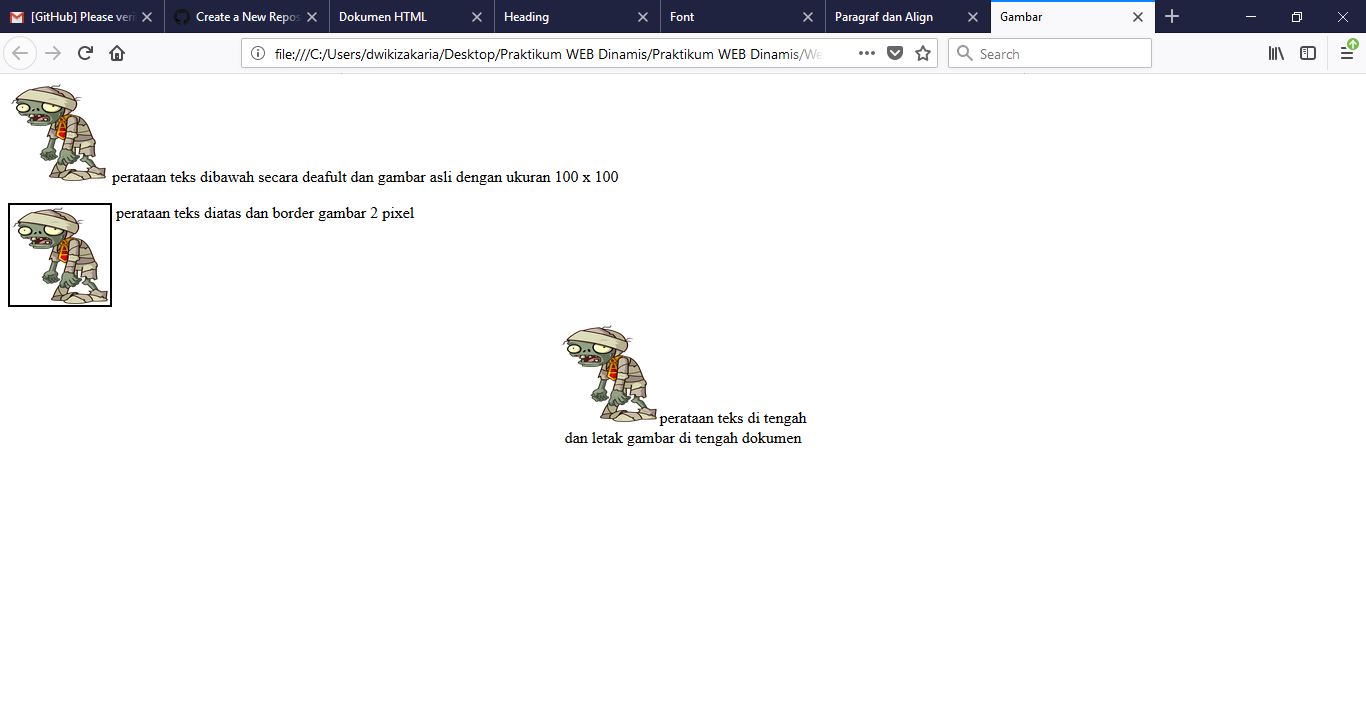 [GitHub] Please veri
Create a New Repos
Dokumen HTML
Heading
Font
Paragraf dan Align
Gambar
file:///C:/Users/dwikizakaria/Desktop/Praktikum WEB Dinamis/Praktikum WEB Dinamis/We
Search
perataan teks dibawah secara deafult dan gambar asli dengan ukuran 100 x 100
perataan teks diatas dan border gambar 2 pixel
perataan teks di tengah
dan letak gambar di tengah dokumen